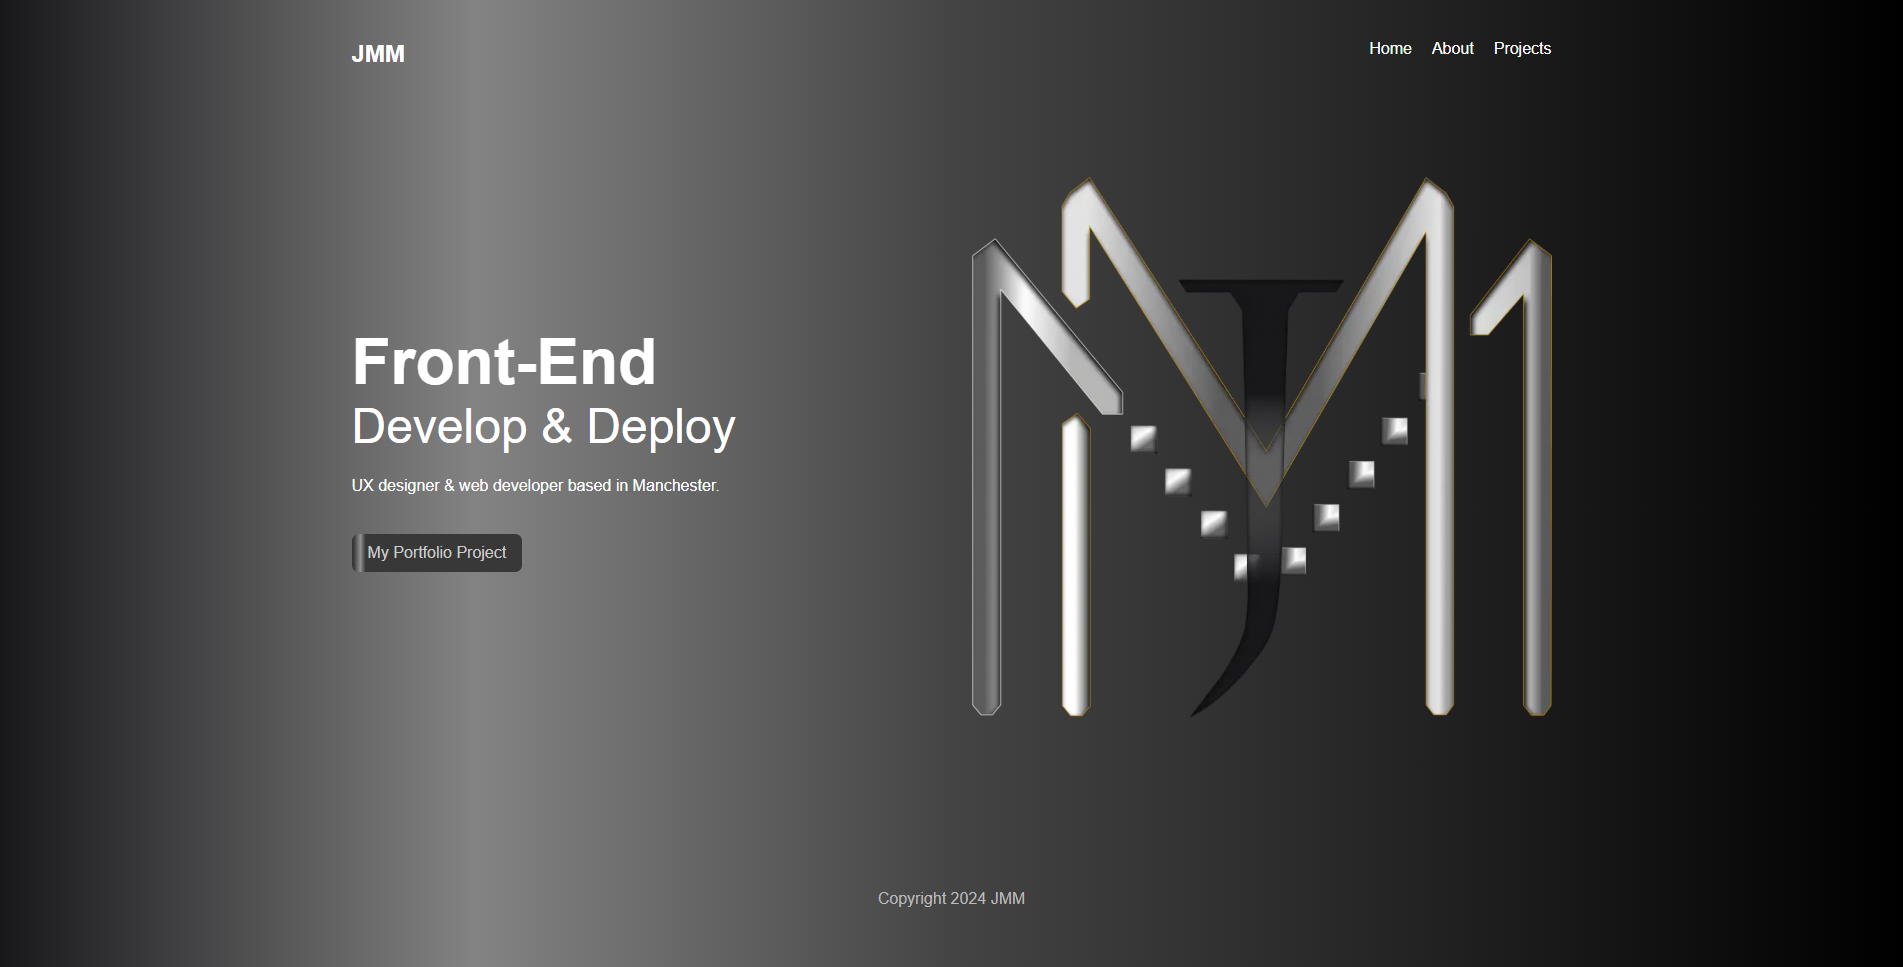 JMM
Home About Projects
Front-End
Develop & Deploy
UX designer & web developer based in Manchester.
My Portfolio Project
JMM
Copyright 2024 JMM